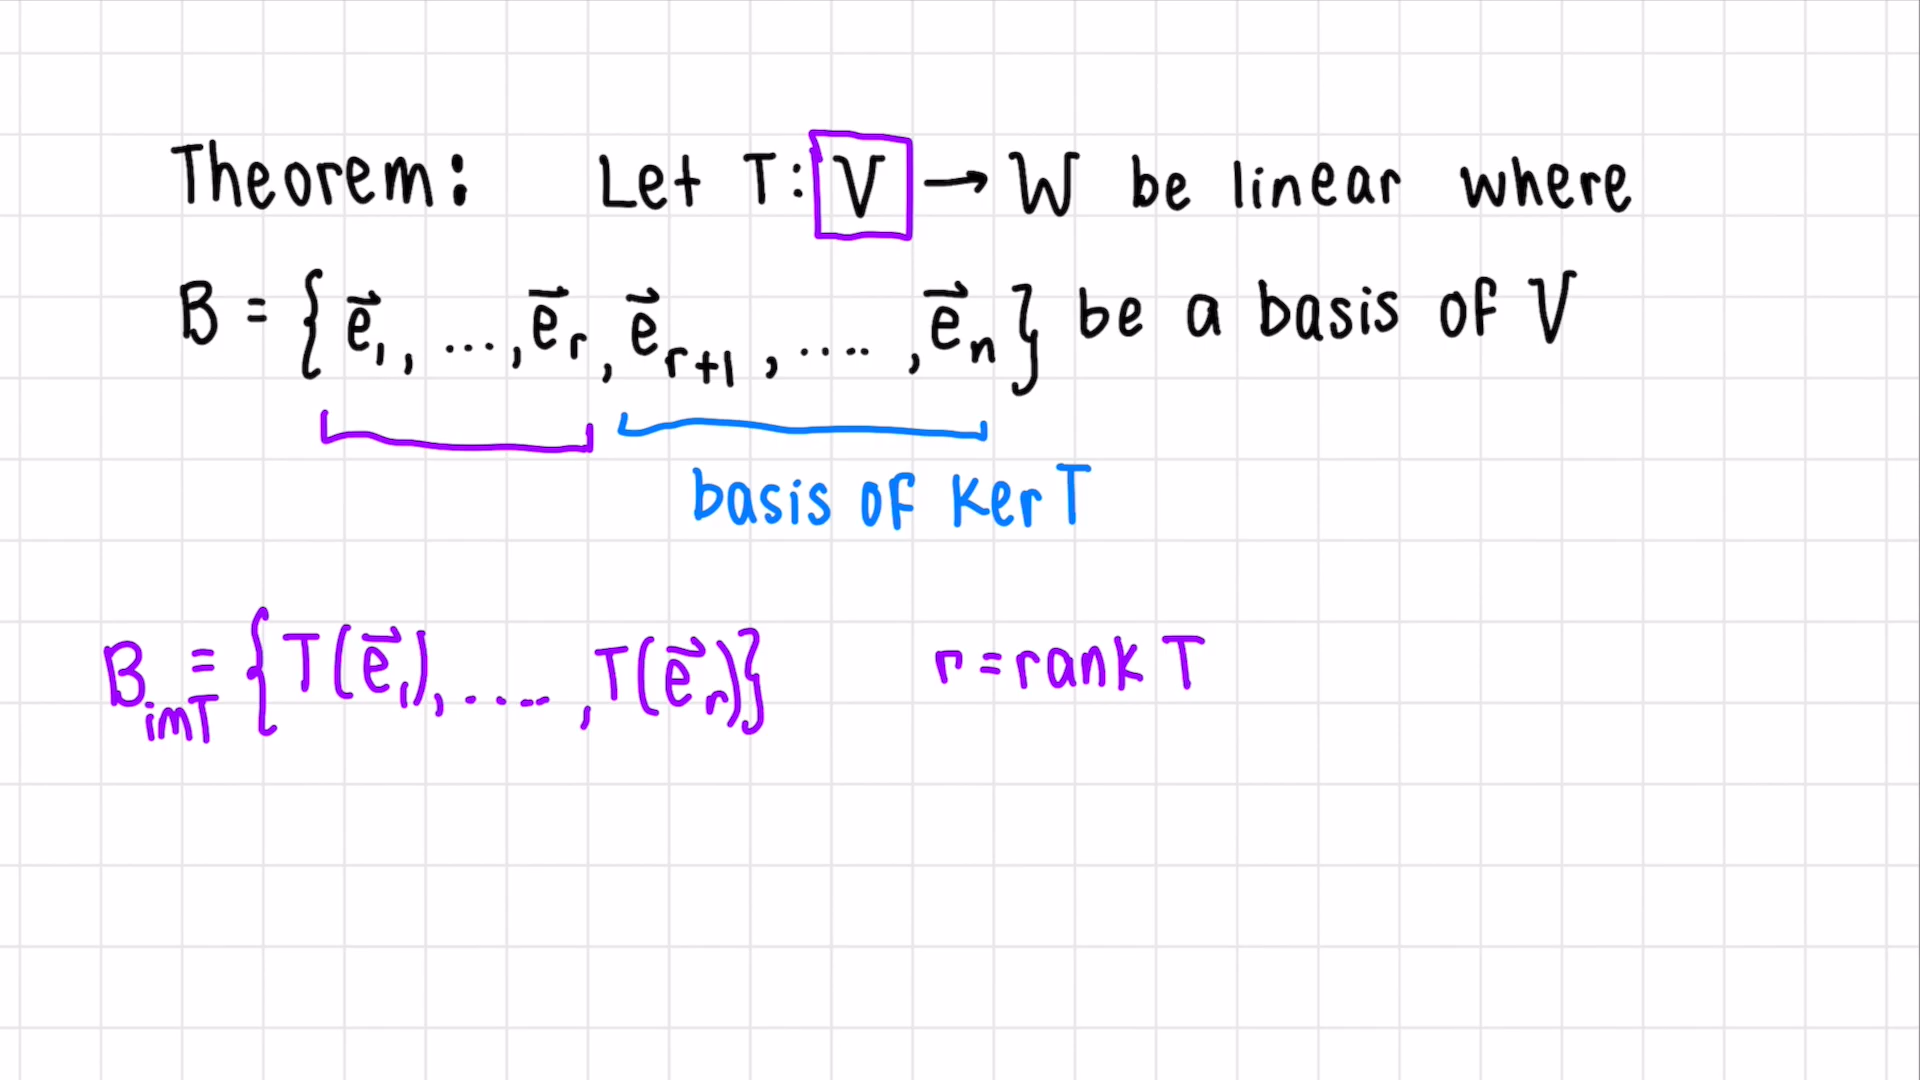 Theorem: Let T: V → W be linear where
B = { e⃗₁, ..., e⃗ᵣ, e⃗ᵣ₊₁, ...., e⃗ₙ } be a basis of V
basis of ker T
B_imT = { T(e⃗₁), ....., T(e⃗ᵣ) } r = rank T